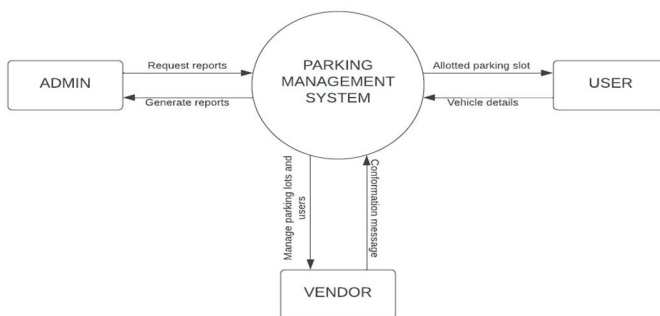 PARKING
MANAGEMENT
SYSTEM
ADMIN
Request reports
Generate reports
Allotted parking slot
Vehicle details
USER
Manage parking lots and
users
Conformation message
VENDOR